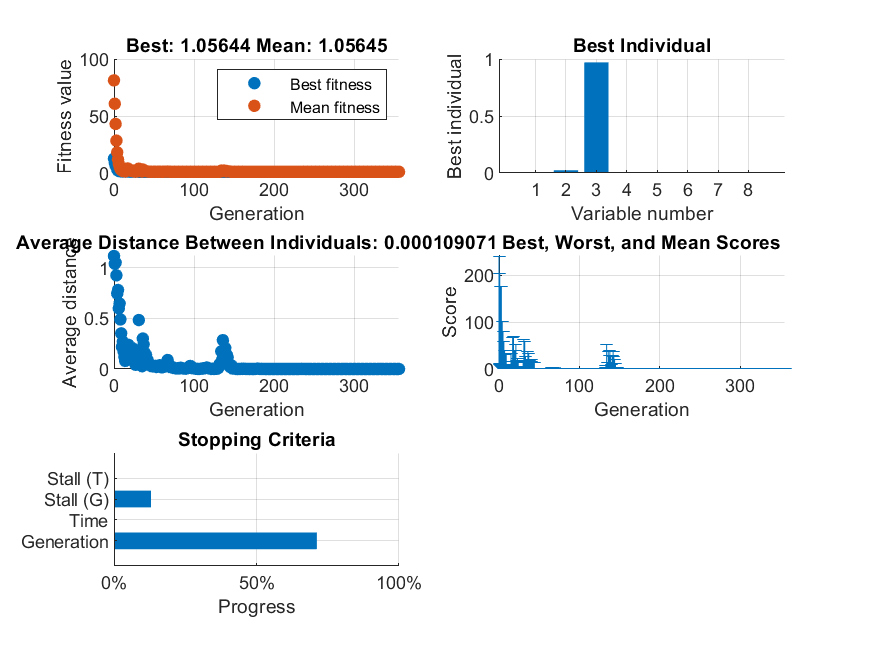 Best: 1.05644 Mean: 1.05645
Fitness value
100
50
0
0
100
200
300
Generation
Best fitness
Mean fitness
Best Individual
Best individual
1
0.5
0
1 2 3 4 5 6 7 8
Variable number
Average Distance Between Individuals: 0.000109071
Average distance
1
0.5
0
0
100
200
300
Generation
Best, Worst, and Mean Scores
Score
200
100
0
0
100
200
300
Generation
Stopping Criteria
Stall (T)
Stall (G)
Time
Generation
0%
50%
100%
Progress